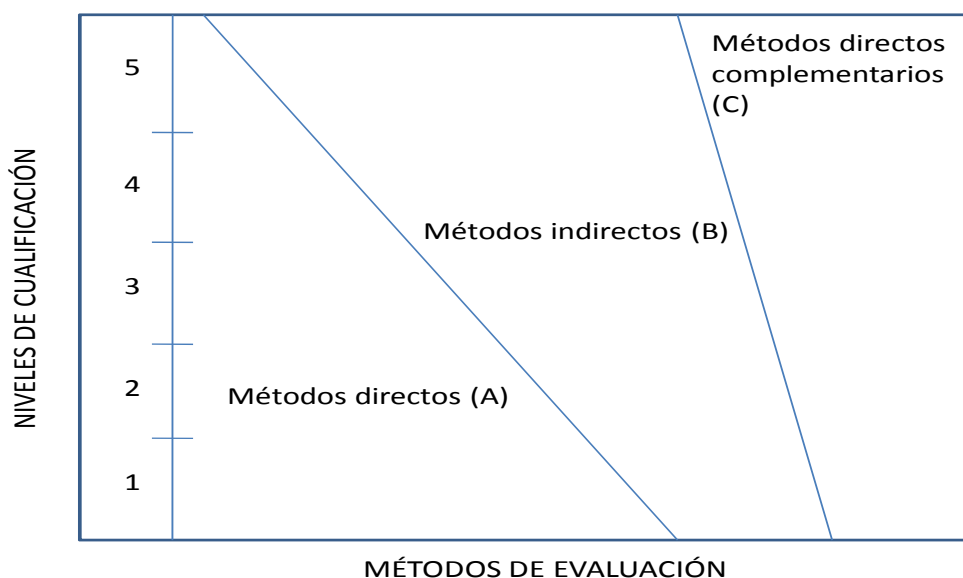 Métodos directos
complementarios
(C)
5
4
Métodos indirectos (B)
3
Métodos directos (A)
2
1
NIVELES DE CUALIFICACIÓN
MÉTODOS DE EVALUACIÓN